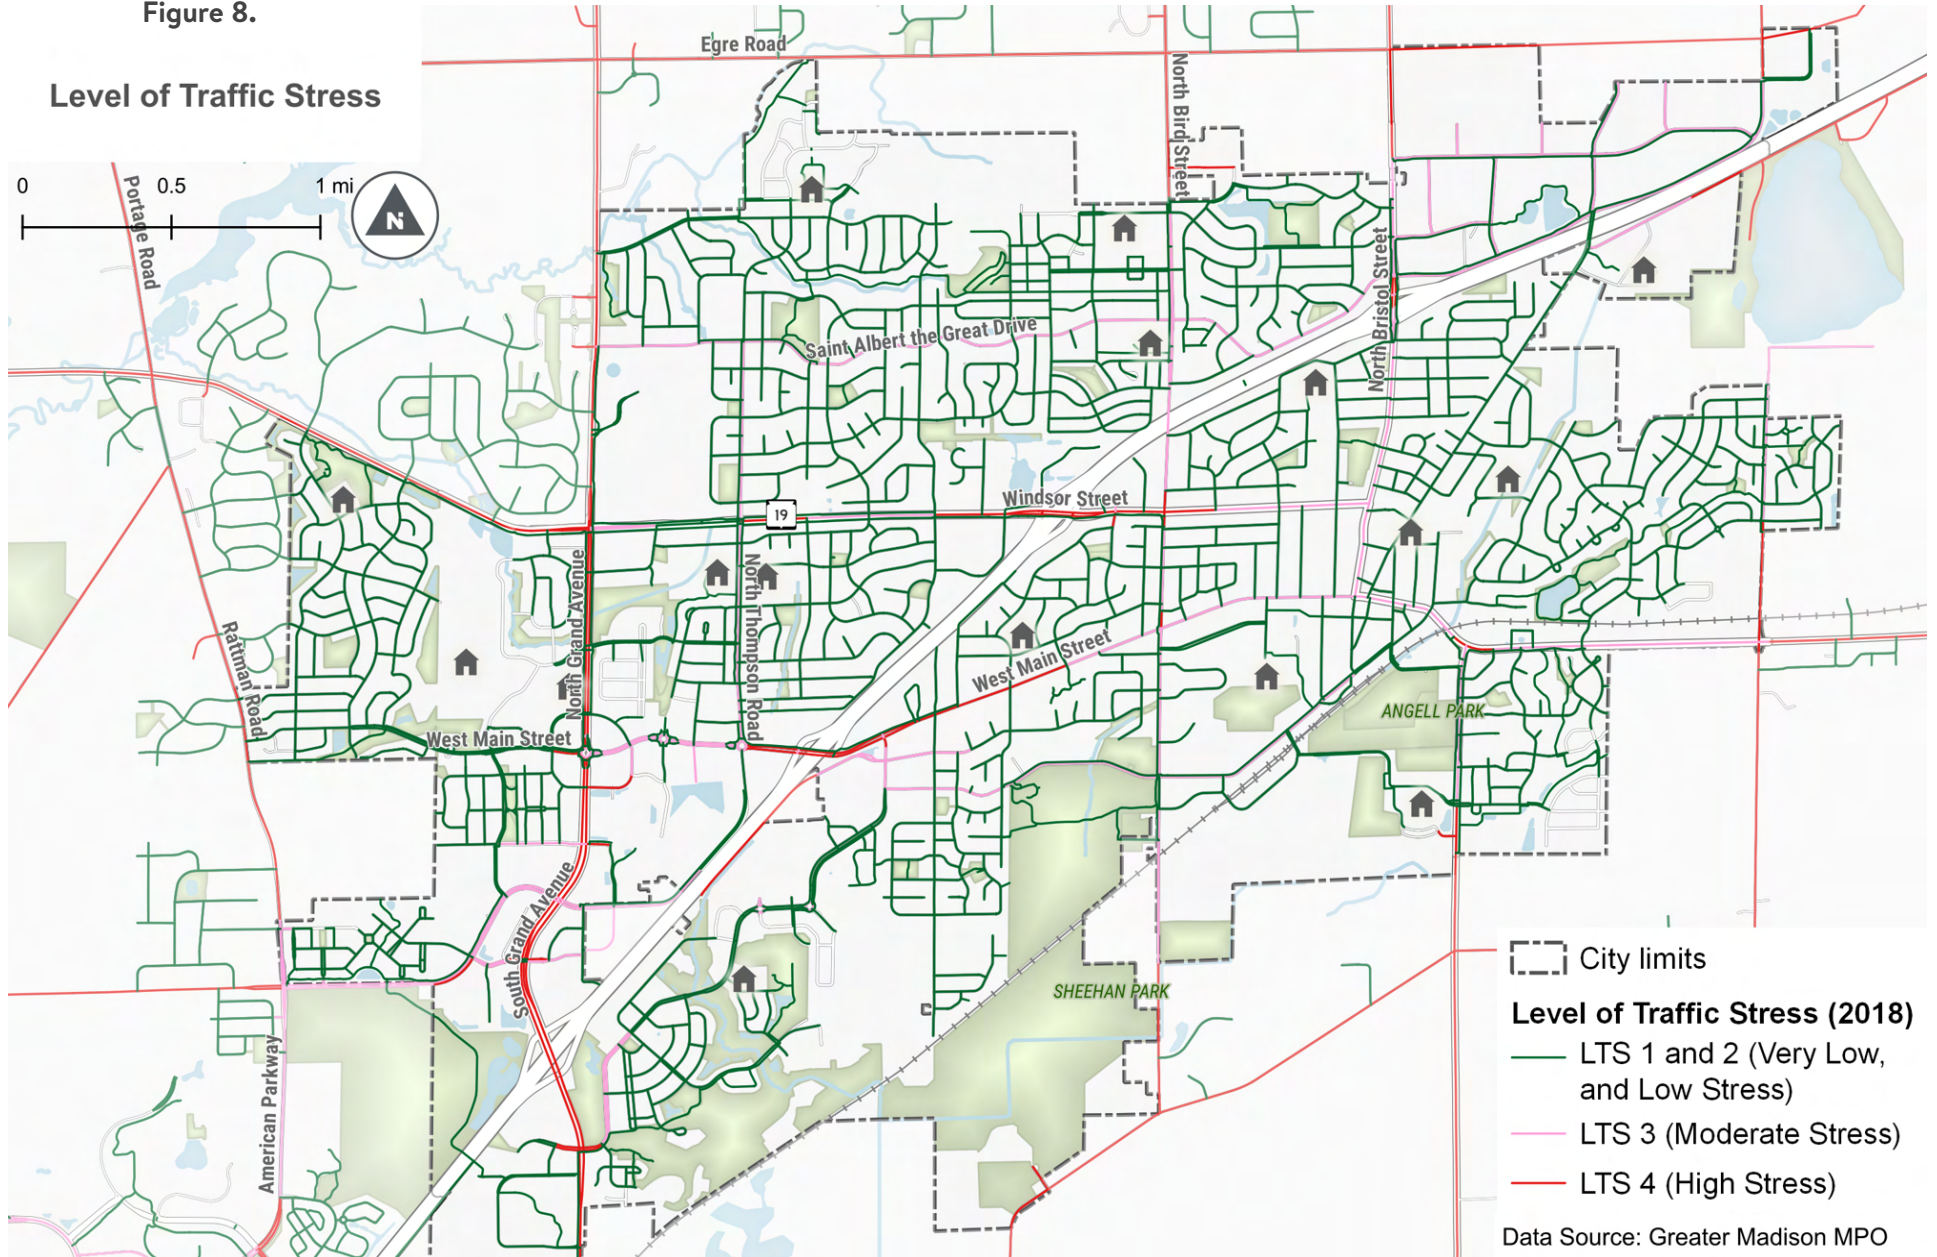 Figure 8.
Level of Traffic Stress
0 0.5 1 mi
N
Egre Road
North Bird Street
Portage Road
North Bristol Street
Saint Albert the Great Drive
Windsor Street
19
North Grand Avenue
North Thompson Road
Rattman Road
West Main Street
West Main Street
ANGELL PARK
South Grand Avenue
SHEEHAN PARK
American Parkway
City limits
Level of Traffic Stress (2018)
LTS 1 and 2 (Very Low,
and Low Stress)
LTS 3 (Moderate Stress)
LTS 4 (High Stress)
Data Source: Greater Madison MPO